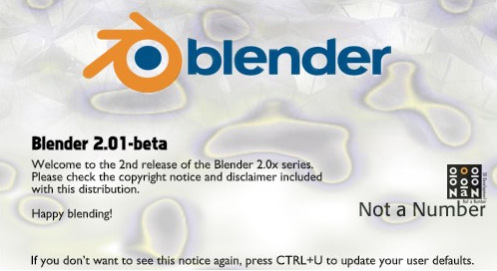 blender
Blender 2.01-beta
Welcome to the 2nd release of the Blender 2.0x series.
Please check the copyright notice and disclaimer included
with this distribution.
Happy blending!
Not a Number
If you don't want to see this notice again, press CTRL+U to update your user defaults.